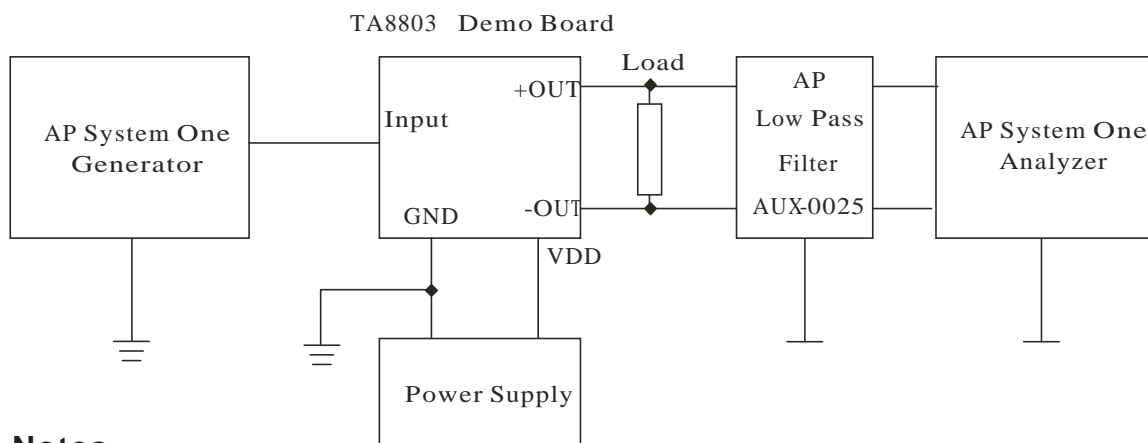 TA8803 Demo Board
Load
AP System One
Generator
Input
+OUT
-OUT
GND
VDD
AP
Low Pass
Filter
AUX-0025
AP System One
Analyzer
Power Supply
Notes